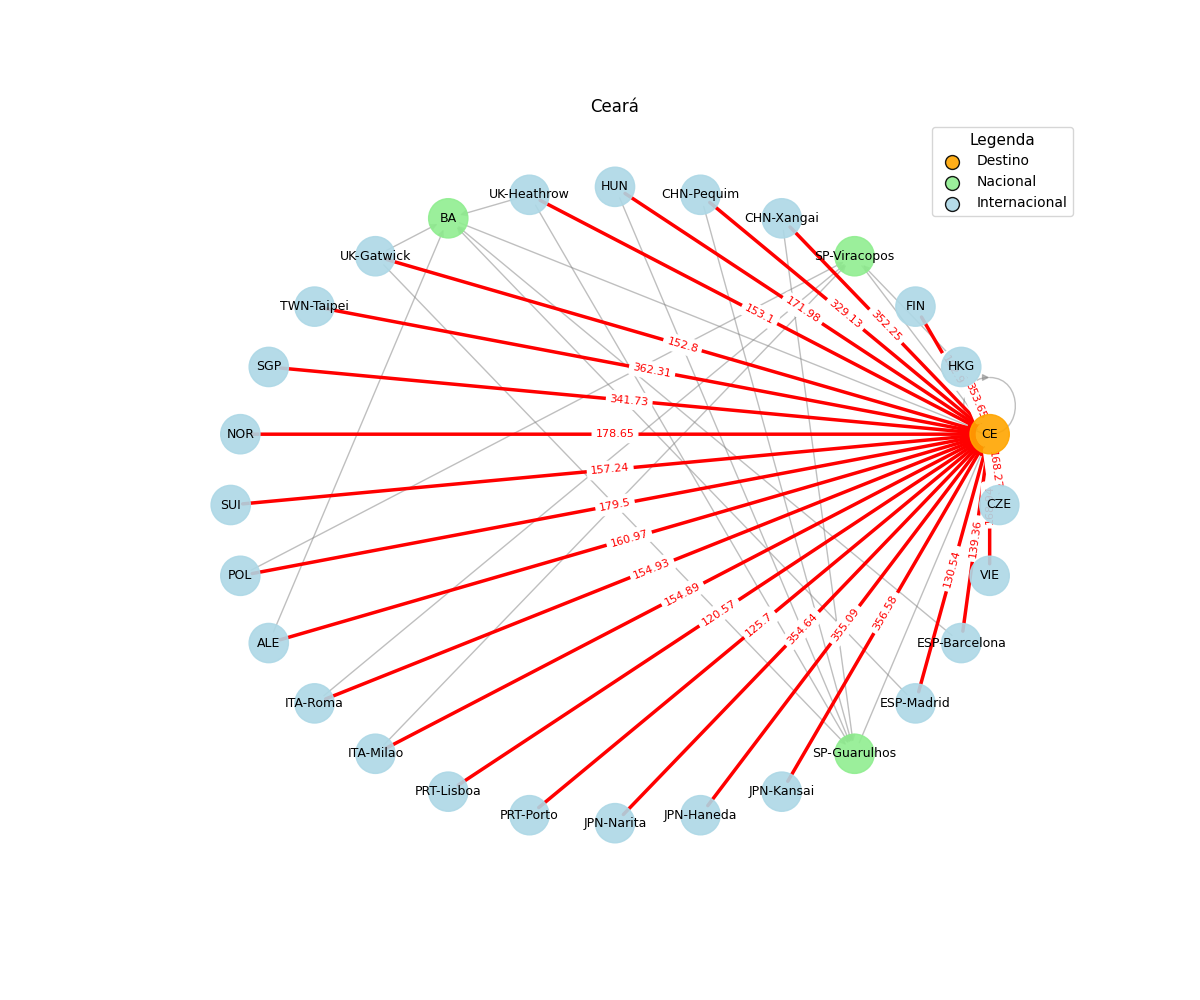 Ceará
Legenda
Destino
Nacional
Internacional
HUN
UK-Heathrow
CHN-Pequim
BA
CHN-Xangai
UK-Gatwick
SP-Viracopos
TWN-Taipei
FIN
SGP
HKG
NOR
CE
SUI
CZE
POL
VIE
ALE
ESP-Barcelona
ITA-Roma
ESP-Madrid
ITA-Milao
SP-Guarulhos
PRT-Lisboa
JPN-Kansai
PRT-Porto
JPN-Haneda
JPN-Narita
153.1
171.98
329.13
352.25
152.8
362.31
353.65
341.73
178.65
157.24
179.5
160.97
139.36
154.93
130.54
154.89
120.57
125.7
354.64
355.09
356.58